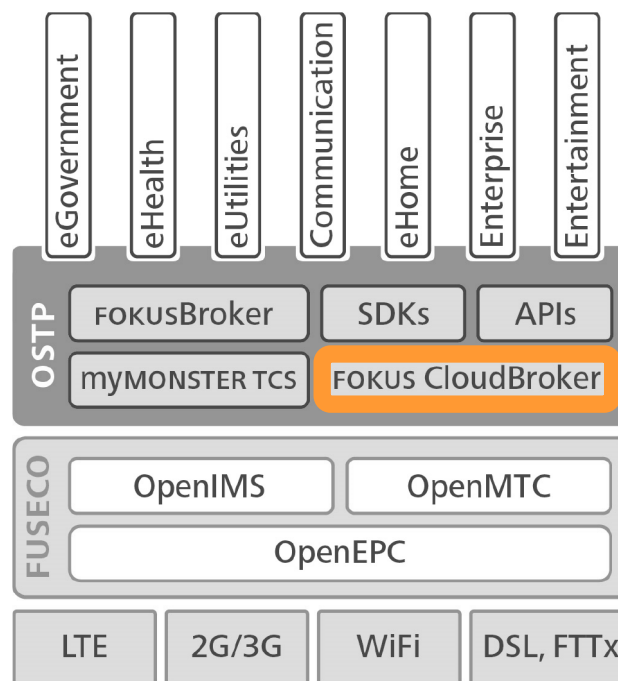 eGovernment
eHealth
eUtilities
Communication
eHome
Enterprise
Entertainment
OSTP
FOKUSBroker
SDKs
APIs
myMONSTER TCS
FOKUS CloudBroker
FUSECO
OpenIMS
OpenMTC
OpenEPC
LTE
2G/3G
WiFi
DSL, FTTx